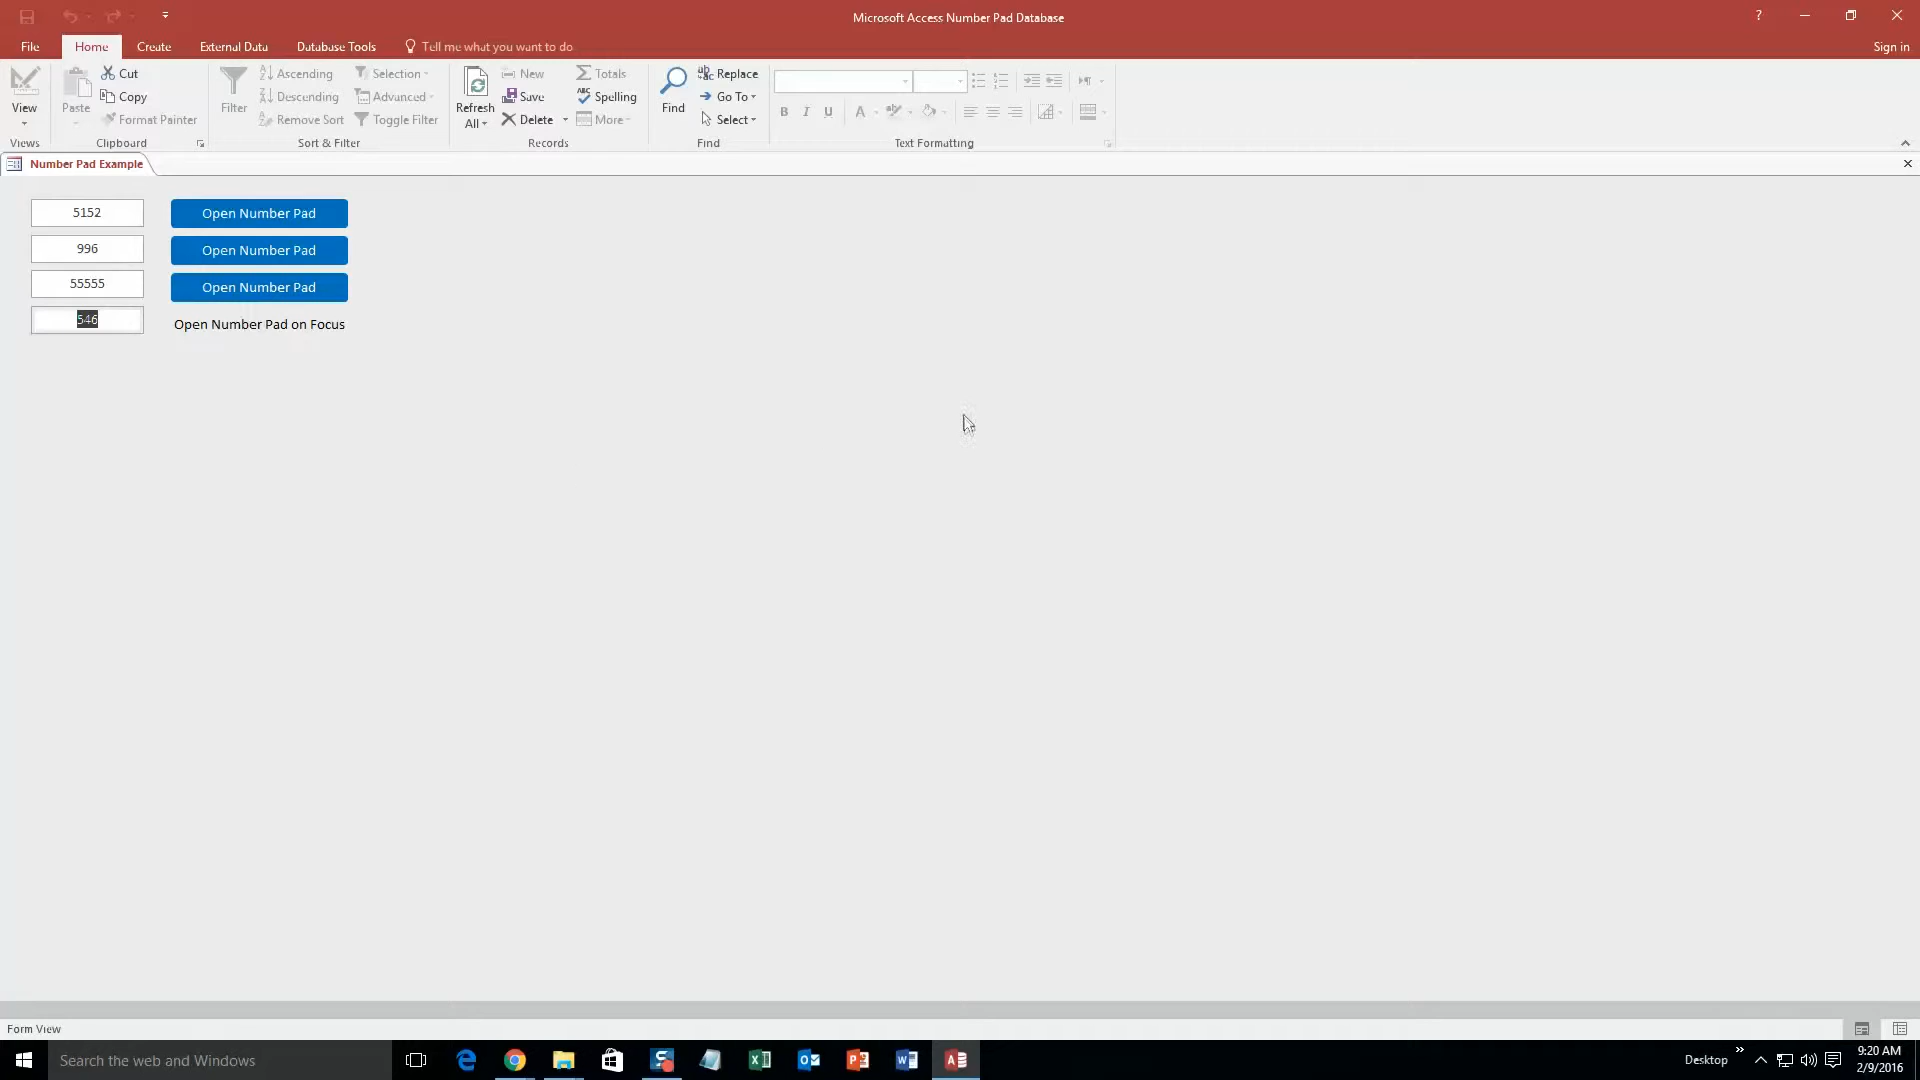 Microsoft Access Number Pad Database
?
File Home Create External Data Database Tools Tell me what you want to do Sign in
View
Views
Paste
Cut
Copy
Format Painter
Clipboard
Filter
Ascending
Descending
Remove Sort
Selection
Advanced
Toggle Filter
Sort & Filter
Refresh
All
New
Save
Delete
Totals
Spelling
More
Records
Find
Replace
Go To
Select
Find
B I U A
Text Formatting
Number Pad Example
5152 Open Number Pad
996 Open Number Pad
55555 Open Number Pad
546 Open Number Pad on Focus
Form View
Search the web and Windows
Desktop
9:20 AM
2/9/2016